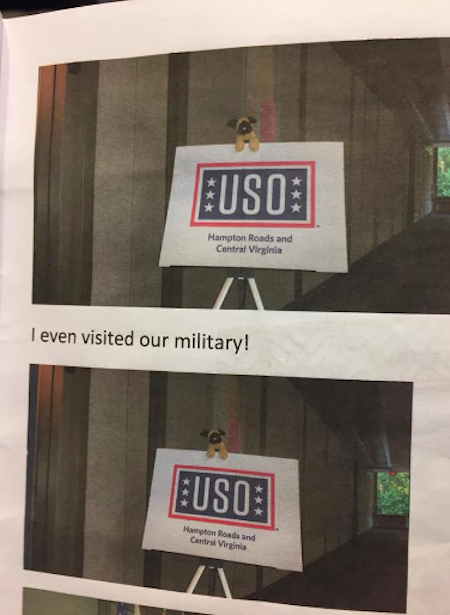 USO
Hampton Roads and
Central Virginia
I even visited our military!
USO
Hampton Roads and
Central Virginia